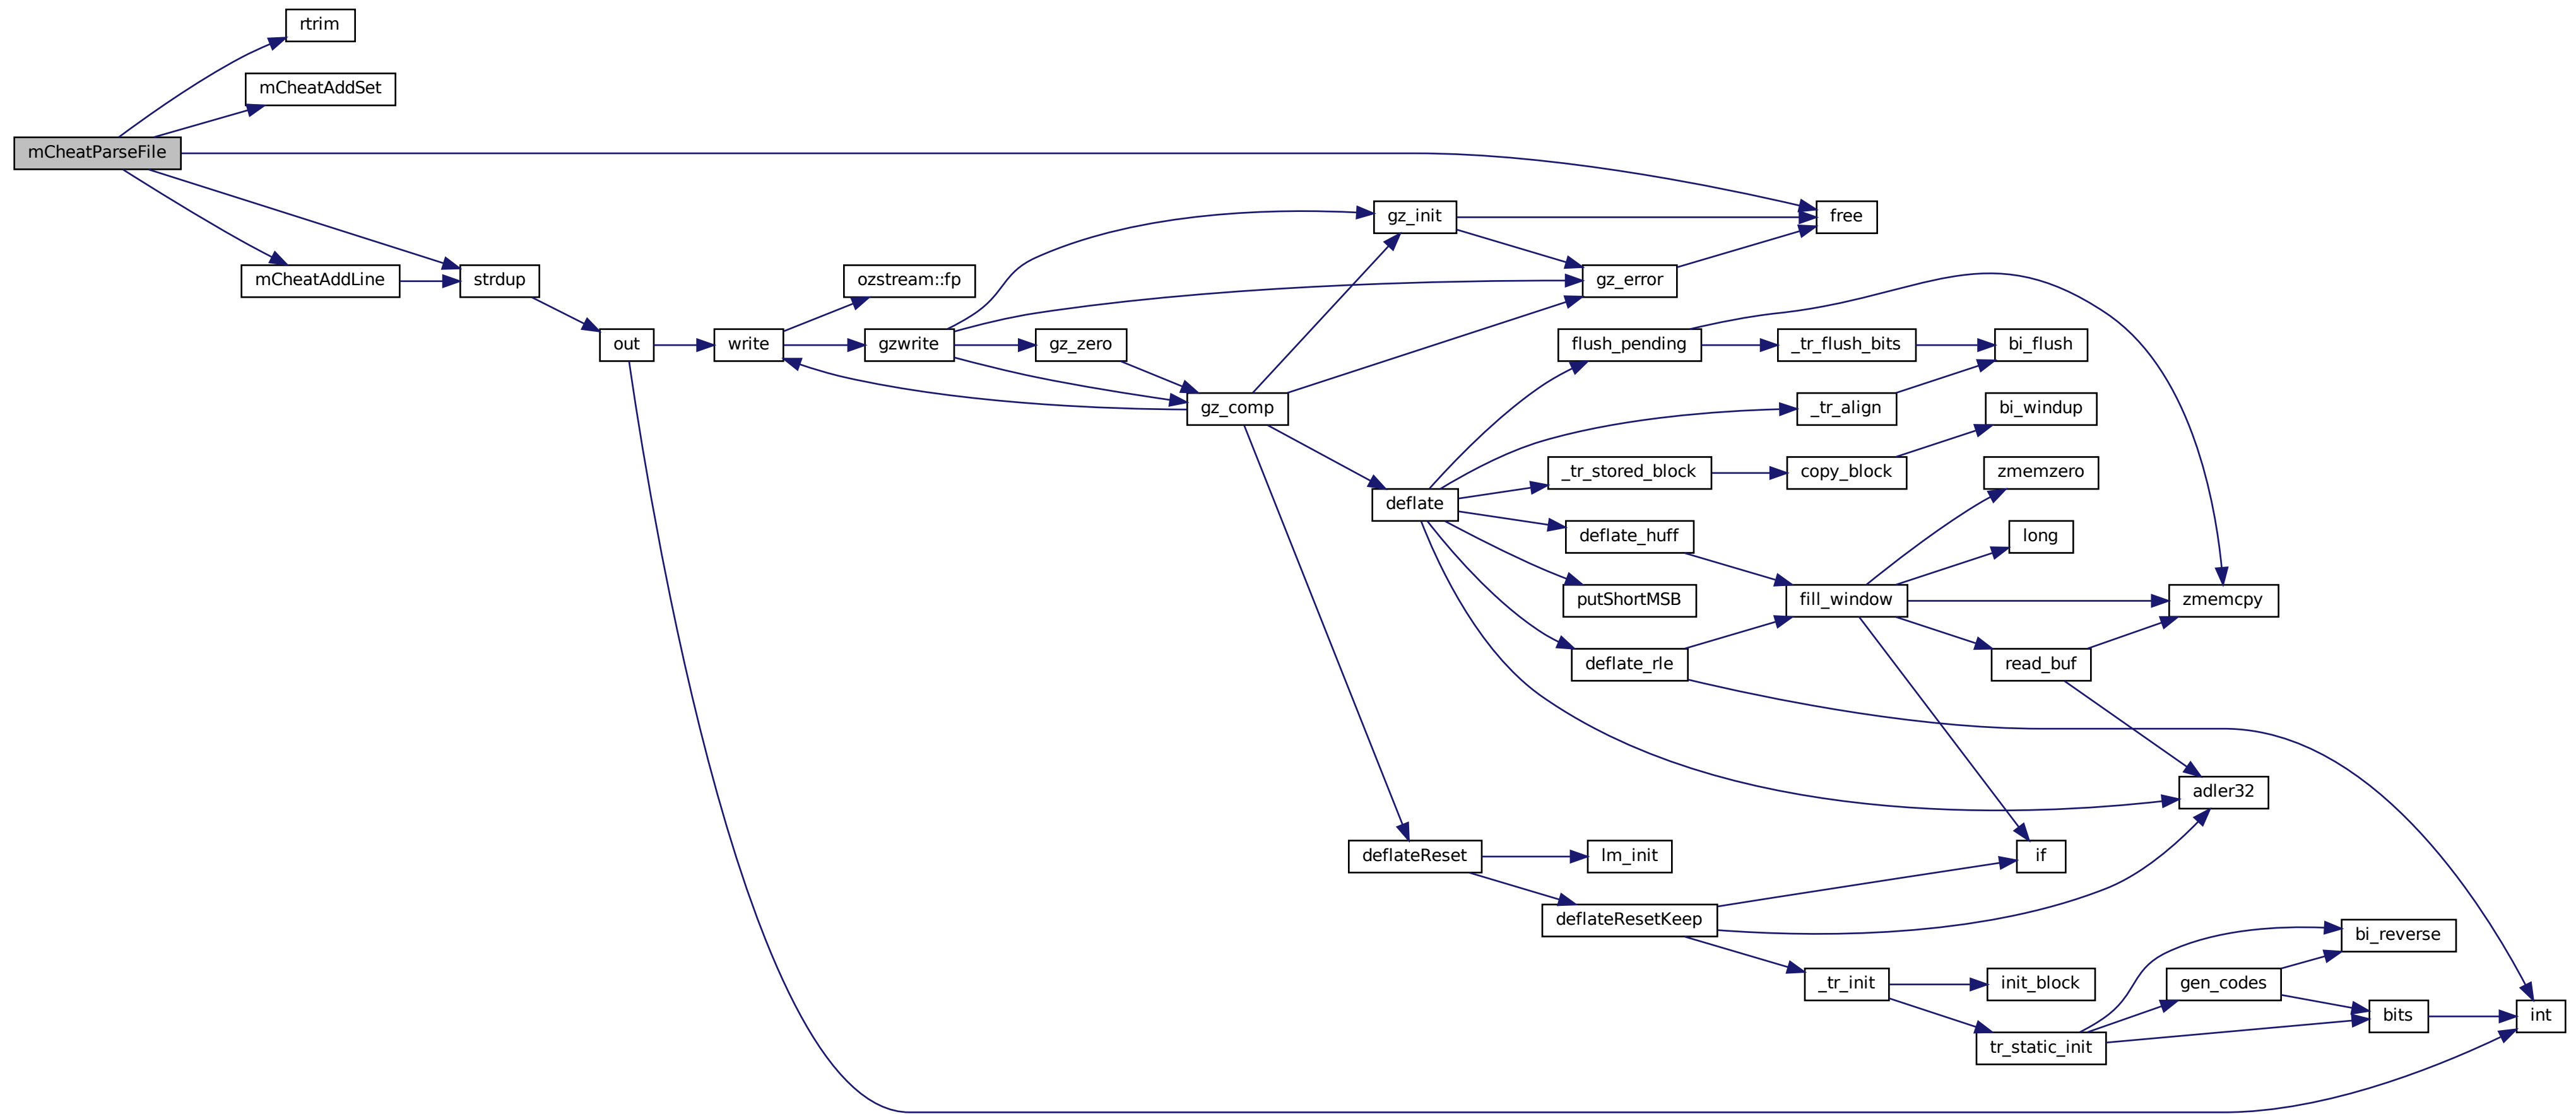 rtrim
mCheatAddSet
mCheatParseFile
gz_init
free
mCheatAddLine
strdup
ozstream::fp
gz_error
out
write
gzwrite
gz_zero
flush_pending
_tr_flush_bits
bi_flush
gz_comp
_tr_align
bi_windup
_tr_stored_block
copy_block
zmemzero
deflate
deflate_huff
long
putShortMSB
fill_window
zmemcpy
deflate_rle
read_buf
adler32
deflateReset
lm_init
if
deflateResetKeep
bi_reverse
_tr_init
init_block
gen_codes
bits
int
tr_static_init